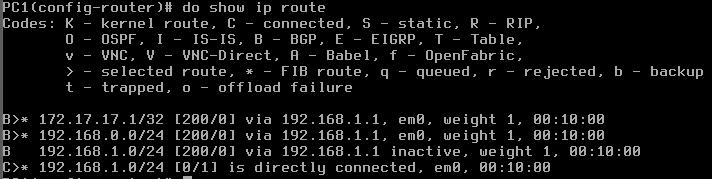 PC1(config-router)# do show ip route
Codes: K - kernel route, C - connected, S - static, R - RIP,
O - OSPF, I - IS-IS, B - BGP, E - EIGRP, T - Table,
v - VNC, V - VNC-Direct, A - Babel, f - OpenFabric,
> - selected route, * - FIB route, q - queued, r - rejected, b - backup
t - trapped, o - offload failure
B>* 172.17.17.1/32 [200/0] via 192.168.1.1, em0, weight 1, 00:10:00
B>* 192.168.0.0/24 [200/0] via 192.168.1.1, em0, weight 1, 00:10:00
B 192.168.1.0/24 [200/0] via 192.168.1.1 inactive, weight 1, 00:10:00
C>* 192.168.1.0/24 [0/1] is directly connected, em0, 00:10:00